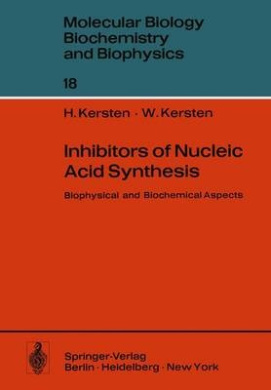 Molecular Biology
Biochemistry
and Biophysics
18
H. Kersten · W. Kersten
Inhibitors of Nucleic
Acid Synthesis
Biophysical and Biochemical Aspects
Springer-Verlag
Berlin · Heidelberg · New York